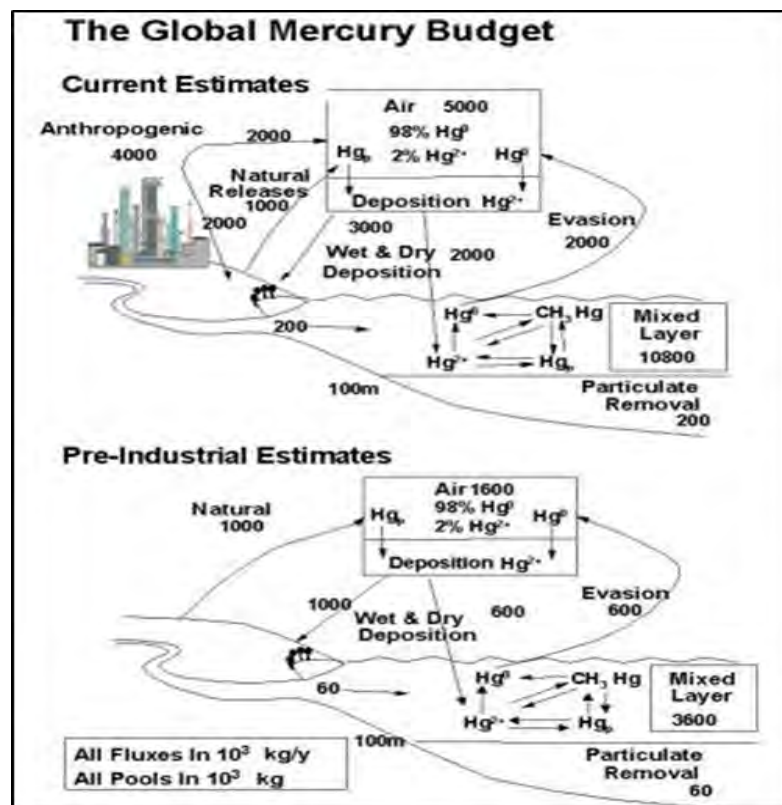 The Global Mercury Budget
Current Estimates
Anthropogenic
4000
2000
Air 5000
98% Hg⁰
2% Hg²⁺
Hgₚ
Hg⁰
Natural
Releases
1000
2000
Deposition Hg²⁺
3000
Wet & Dry
Deposition
2000
Evasion
2000
200
Hg⁰
CH₃ Hg
Hg²⁺
Hgₚ
Mixed
Layer
10800
100m
Particulate
Removal
200
Pre-Industrial Estimates
Natural
1000
Air 1600
98% Hg⁰
2% Hg²⁺
Hgₚ
Hg⁰
Deposition Hg²⁺
1000
Wet & Dry
Deposition
600
Evasion
600
60
Hg⁰
CH₃ Hg
Hg²⁺
Hgₚ
Mixed
Layer
3600
100m
Particulate
Removal
60
All Fluxes In 10³ kg/y
All Pools In 10³ kg